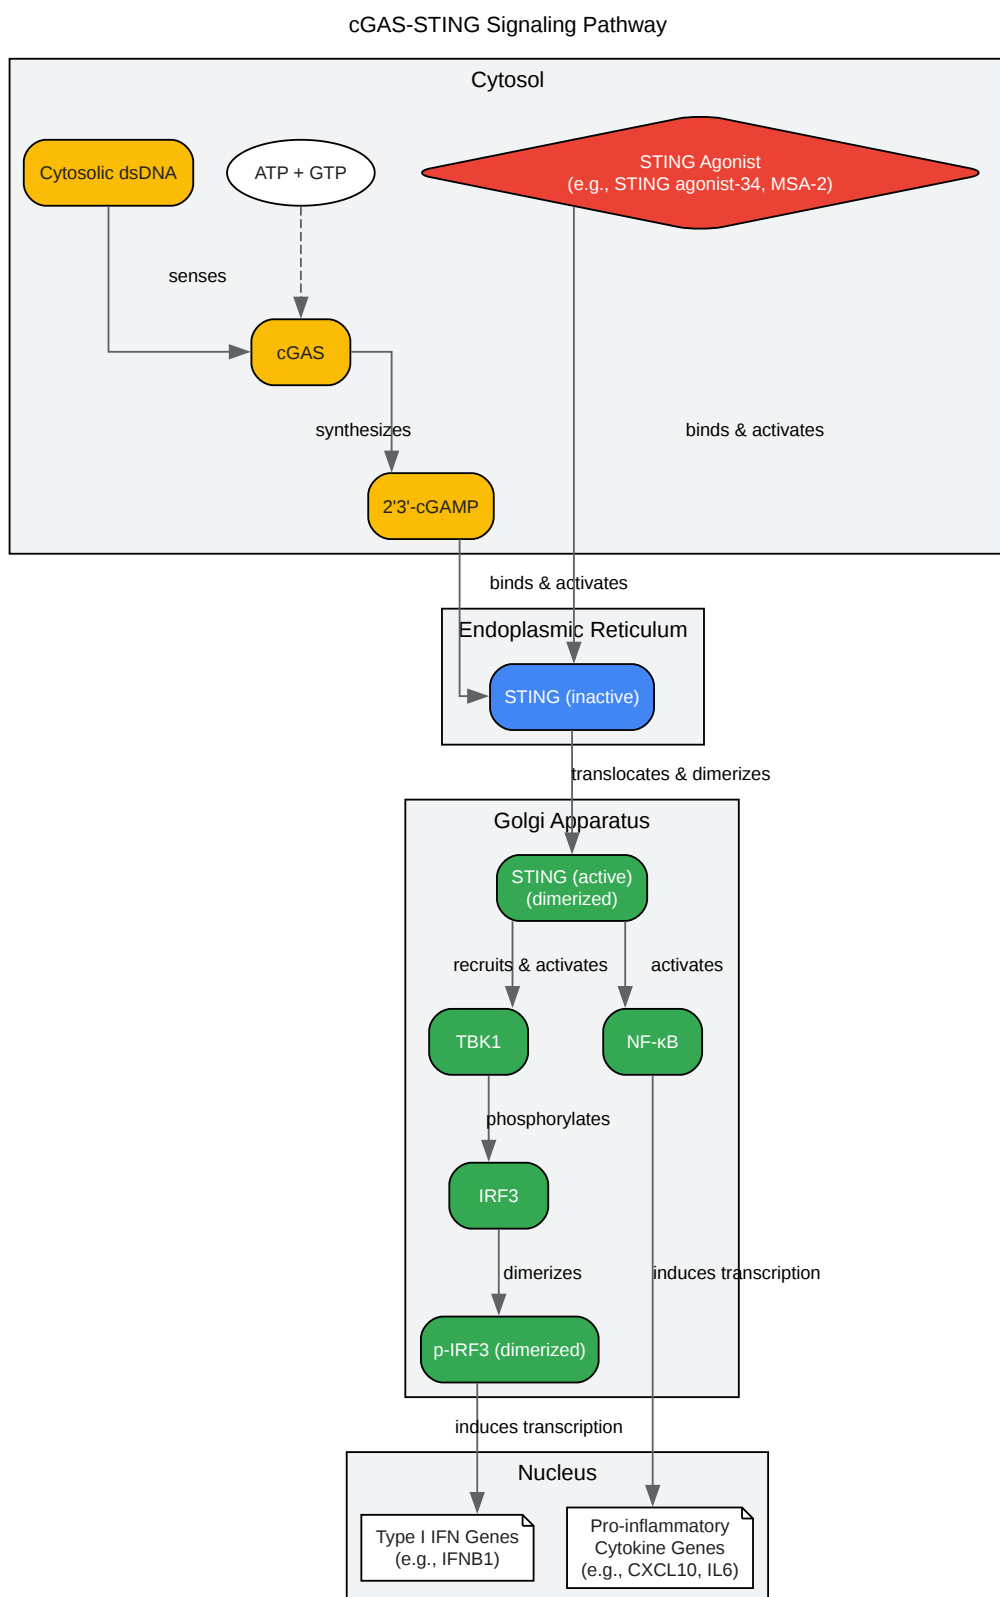 cGAS-STING Signaling Pathway
Cytosol
Cytosolic dsDNA
ATP + GTP
STING Agonist
(e.g., STING agonist-34, MSA-2)
senses
cGAS
synthesizes
binds & activates
2'3'-cGAMP
binds & activates
Endoplasmic Reticulum
STING (inactive)
translocates & dimerizes
Golgi Apparatus
STING (active)
(dimerized)
recruits & activates
activates
TBK1
NF-κB
phosphorylates
IRF3
dimerizes
induces transcription
p-IRF3 (dimerized)
induces transcription
Nucleus
Type I IFN Genes
(e.g., IFNB1)
Pro-inflammatory
Cytokine Genes
(e.g., CXCL10, IL6)